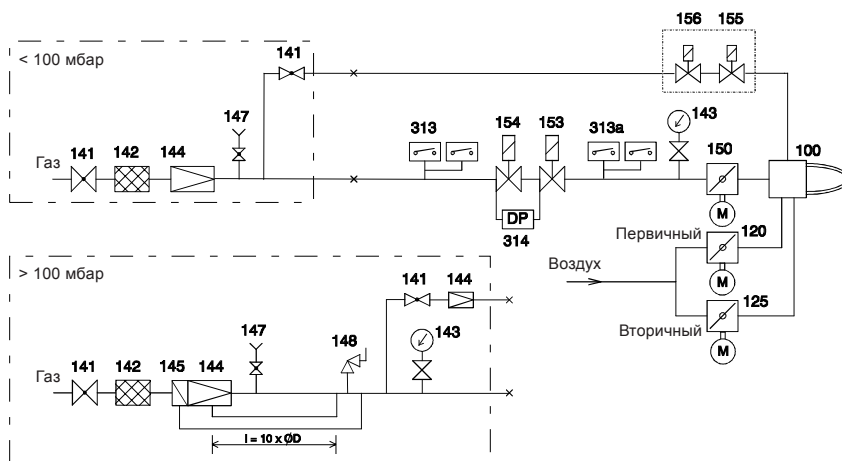 156 155
< 100 мбар
141
147
154 153
143
313
313a
150
100
Газ
141 142 144
DP
314
M
Первичный
120
M
Воздух
125
Вторичный
M
> 100 мбар
141 144
147
148
143
Газ
141 142 145 144
l = 10 x ØD